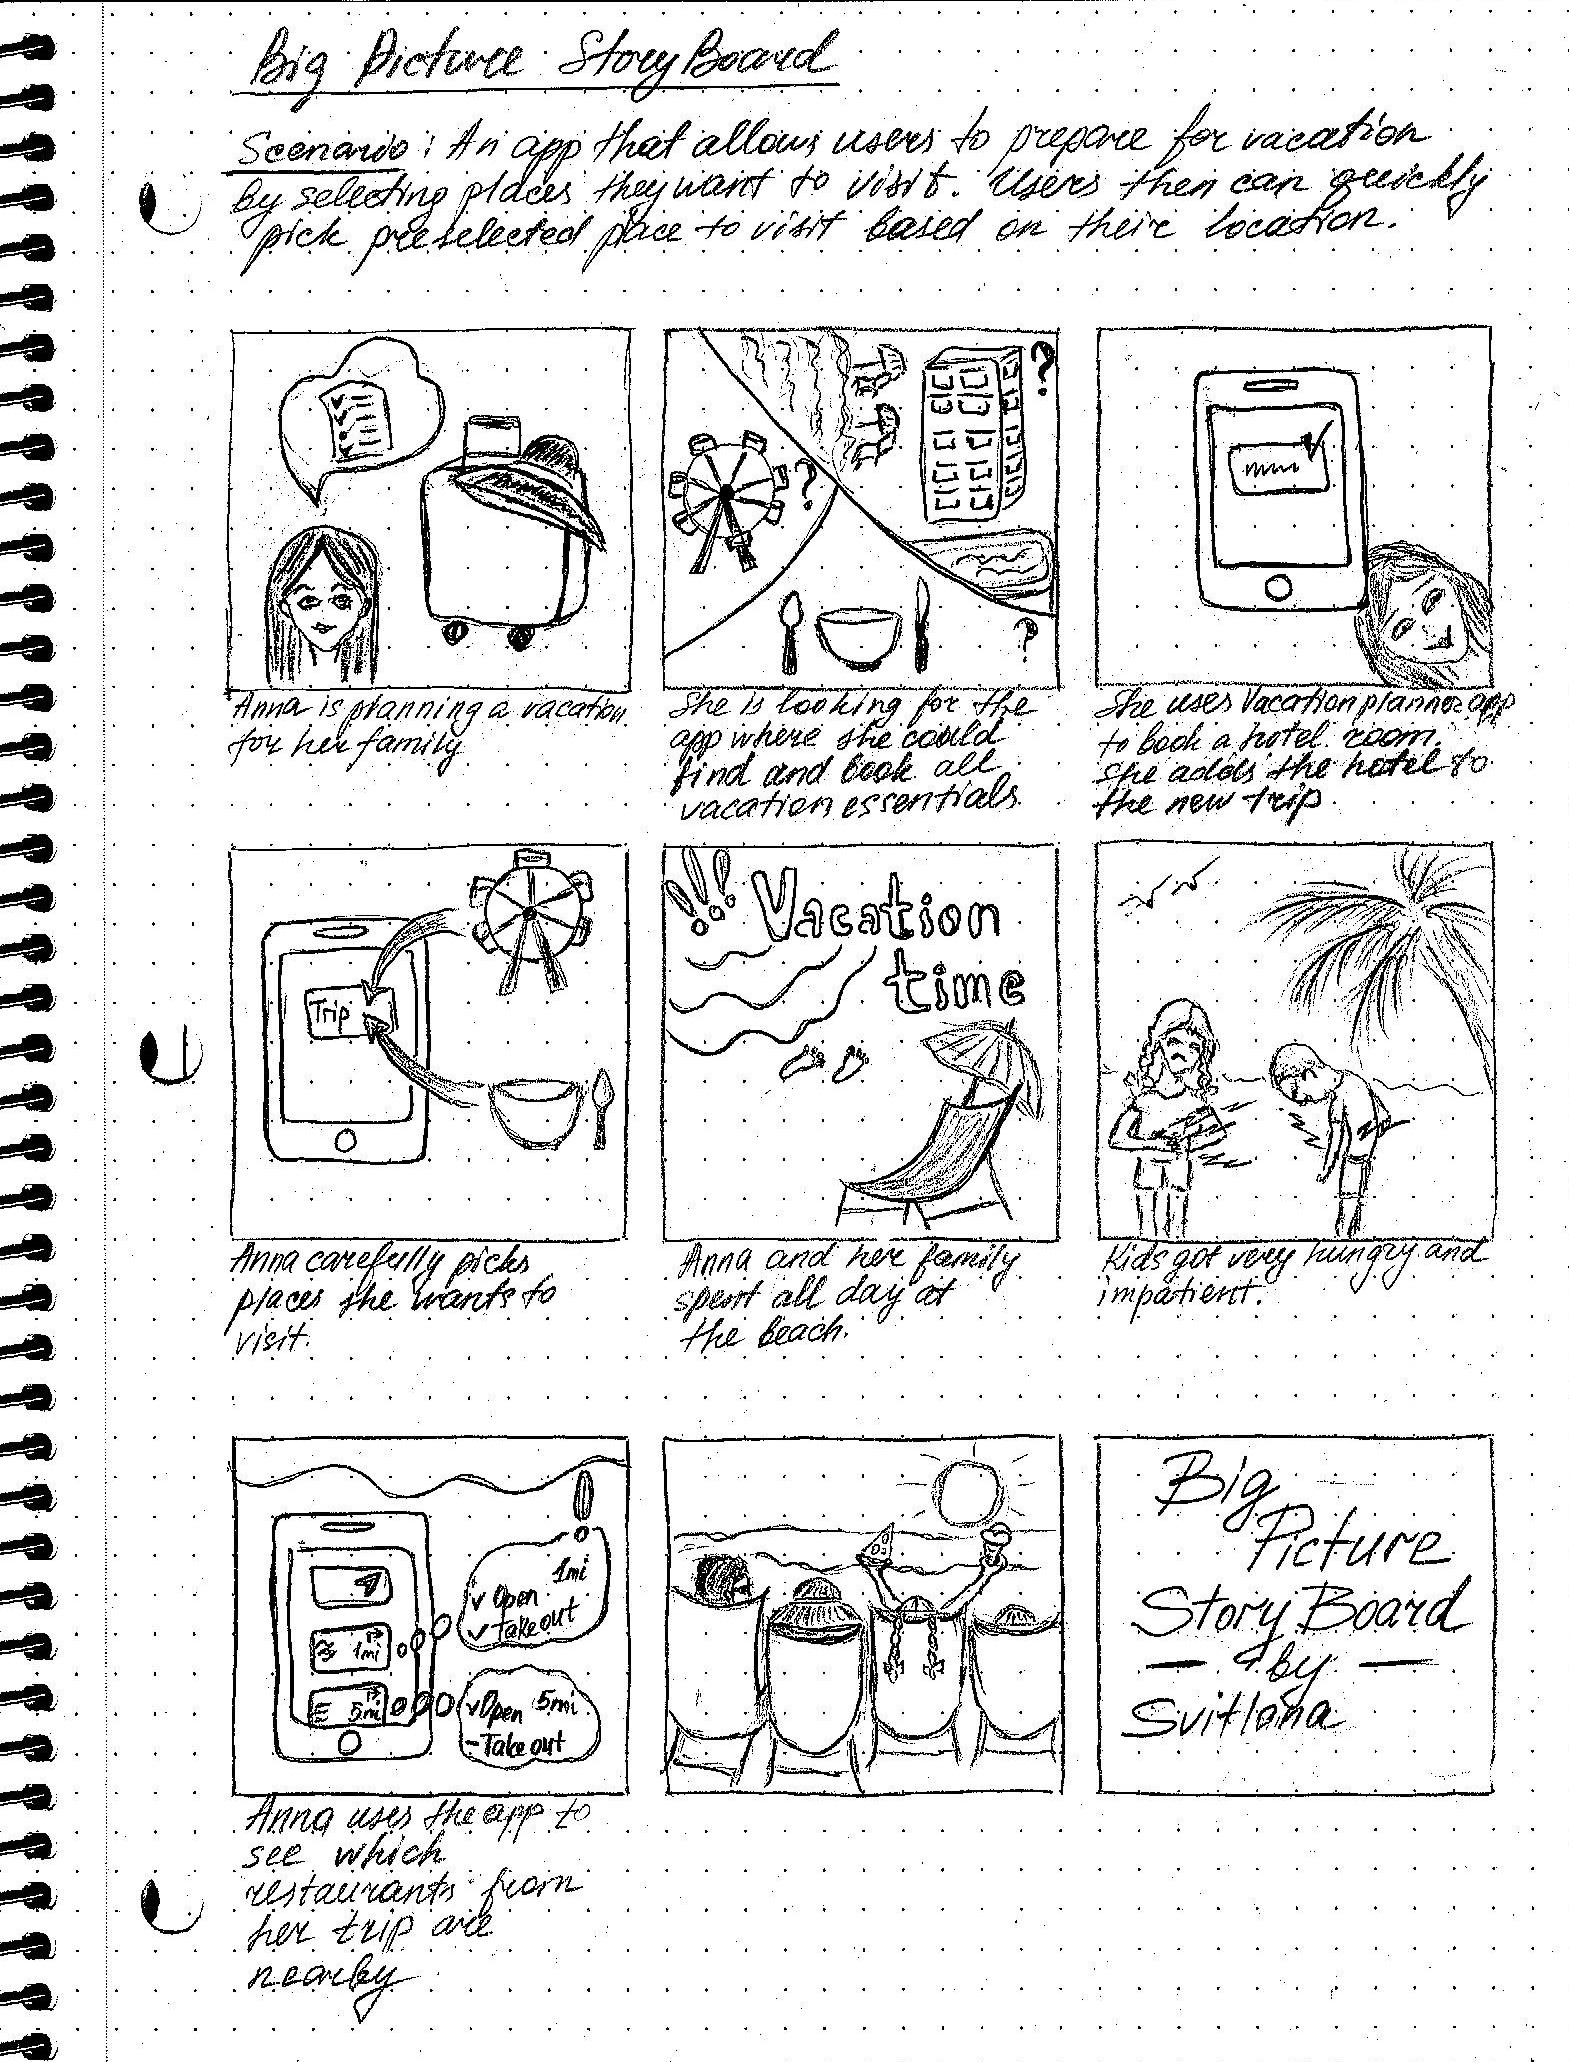 Big Picture Story Board
Scenario: An app that allows users to prepare for vacation
by selecting places they want to visit. Users then can quickly
pick preselected place to visit based on their location.
?
?
?
Anna is planning a vacation
for her family
She is looking for the
app where she could
find and book all
vacation essentials.
She uses Vacation planner app
to book a hotel room.
She adds the hotel to
the new trip.
Trip
!!! Vacation
time
Anna carefully picks
places she wants to
visit.
Anna and her family
spent all day at
the beach.
Kids got very hungry and
impatient.
!
1mi
v Open
v Take out
1mi
5mi
vOpen 5mi
-Take out
Big
Picture
Story Board
— by —
Svitlana
Anna uses the app to
see which
restaurants from
her trip are
nearby